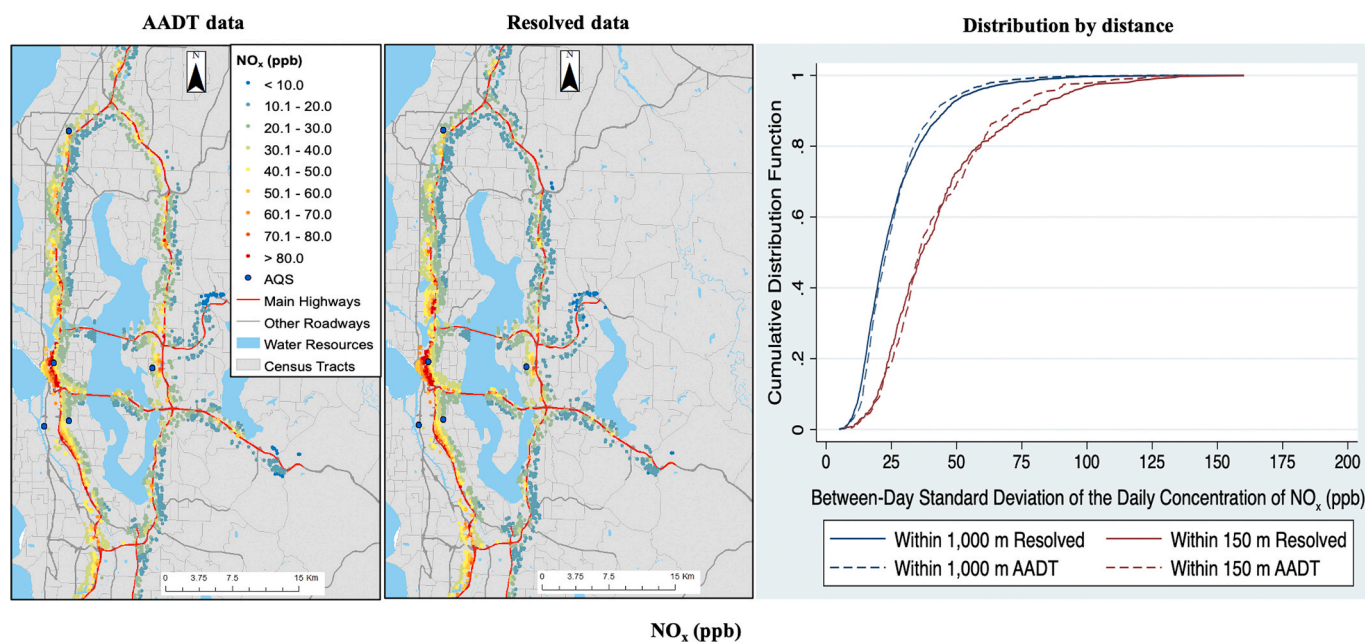 AADT data
Resolved data
Distribution by distance
N
NOx (ppb)
< 10.0
10.1 - 20.0
20.1 - 30.0
30.1 - 40.0
40.1 - 50.0
50.1 - 60.0
60.1 - 70.0
70.1 - 80.0
> 80.0
AQS
Main Highways
Other Roadways
Water Resources
Census Tracts
0 3.75 7.5 15 Km
N
0 3.75 7.5 15 Km
Cumulative Distribution Function
1
.8
.6
.4
.2
0
0 25 50 75 100 125 150 175 200
Between-Day Standard Deviation of the Daily Concentration of NOx (ppb)
Within 1,000 m Resolved
Within 150 m Resolved
Within 1,000 m AADT
Within 150 m AADT
NOx (ppb)